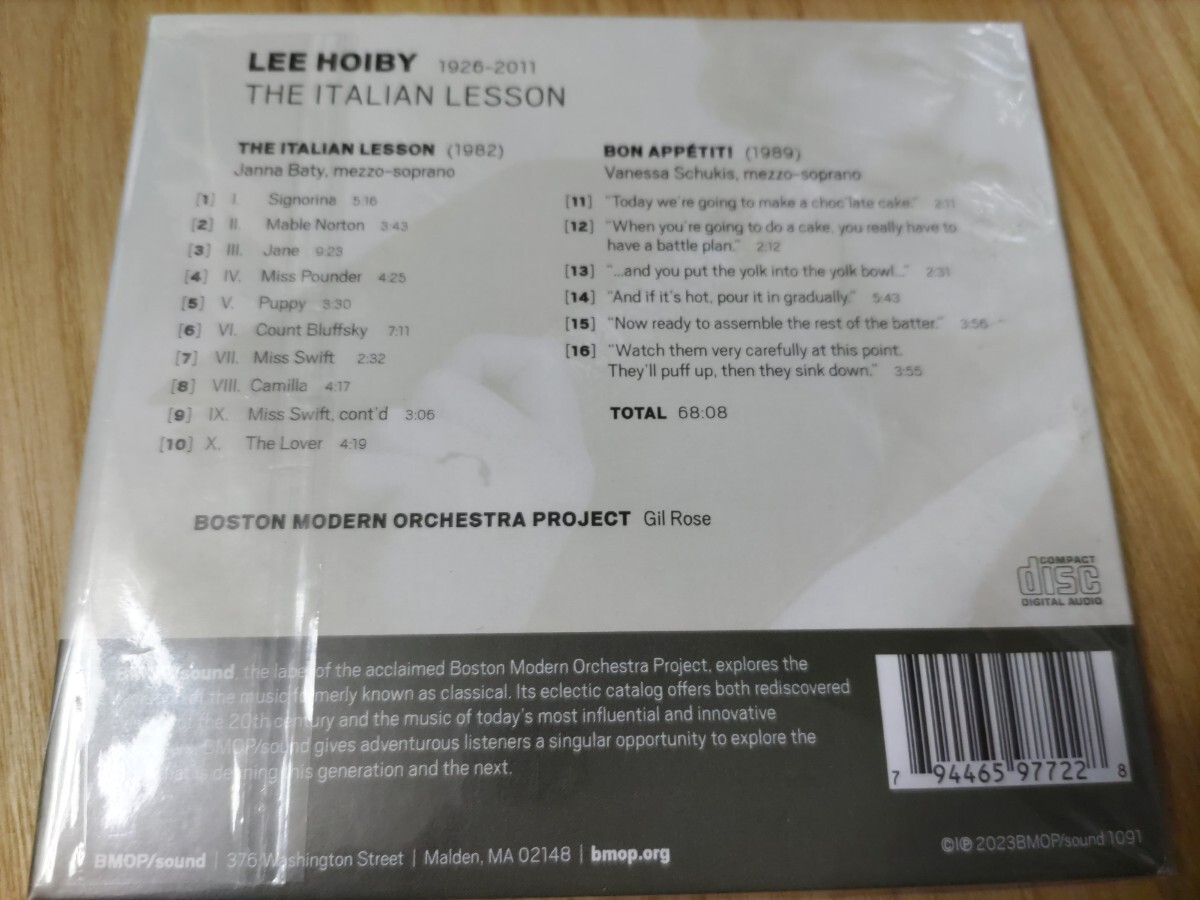 LEE HOIBY 1926-2011
THE ITALIAN LESSON
THE ITALIAN LESSON (1982)
Janna Baty, mezzo-soprano
[1] I. Signorina 5:16
[2] II. Mable Norton 3:43
[3] III. Jane 9:23
[4] IV. Miss Pounder 4:25
[5] V. Puppy 3:30
[6] VI. Count Bluffsky 7:11
[7] VII. Miss Swift 2:32
[8] VIII. Camilla 4:17
[9] IX. Miss Swift, cont'd 3:06
[10] X. The Lover 4:19
BON APPÉTIT! (1989)
Vanessa Schukis, mezzo-soprano
[11] "Today we're going to make a choc'late cake." 2:11
[12] "When you're going to do a cake, you really have to
have a battle plan." 2:12
[13] "...and you put the yolk into the yolk bowl..." 2:31
[14] "And if it's hot, pour it in gradually." 5:43
[15] "Now ready to assemble the rest of the batter." 3:56
[16] "Watch them very carefully at this point.
They'll puff up, then they sink down." 3:55
TOTAL 68:08
BOSTON MODERN ORCHESTRA PROJECT Gil Rose
COMPACT
disc
DIGITAL AUDIO
BMOP/sound, the label of the acclaimed Boston Modern Orchestra Project, explores the
the music formerly known as classical. Its eclectic catalog offers both rediscovered
the 20th century and the music of today's most influential and innovative
BMOP/sound gives adventurous listeners a singular opportunity to explore the
that is defining this generation and the next.
7 94465 97722 8
BMOP/sound | 376 Washington Street | Malden, MA 02148 | bmop.org
©℗ 2023BMOP/sound 1091